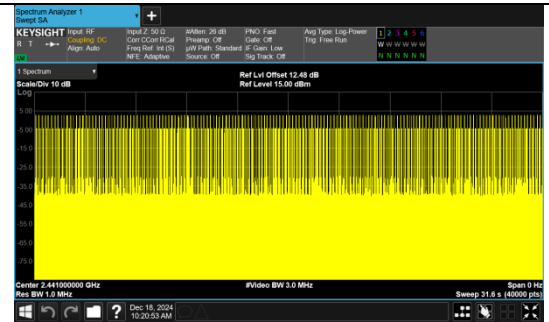 Spectrum Analyzer 1
Swept SA
+
KEYSIGHT Input: RF Input Z: 50 Ω #Atten: 26 dB PNO: Fast Avg Type: Log-Power 1 2 3 4 5 6
R T Coupling: DC Corr CCorr RCal Preamp: Off Gate: Off Trig: Free Run
Align: Auto Freq Ref: Int (S) µW Path: Standard IF Gain: Low W W W W W W
NFE: Adaptive Source: Off Sig Track: Off N N N N N N
1 Spectrum
Ref Lvl Offset 12.48 dB
Scale/Div 10 dB Ref Level 15.00 dBm
Log
5.00
-5.00
-15.0
-25.0
-35.0
-45.0
-55.0
-65.0
-75.0
Center 2.441000000 GHz #Video BW 3.0 MHz Span 0 Hz
Res BW 1.0 MHz Sweep 31.6 s (40000 pts)
? Dec 18, 2024
10:20:53 AM